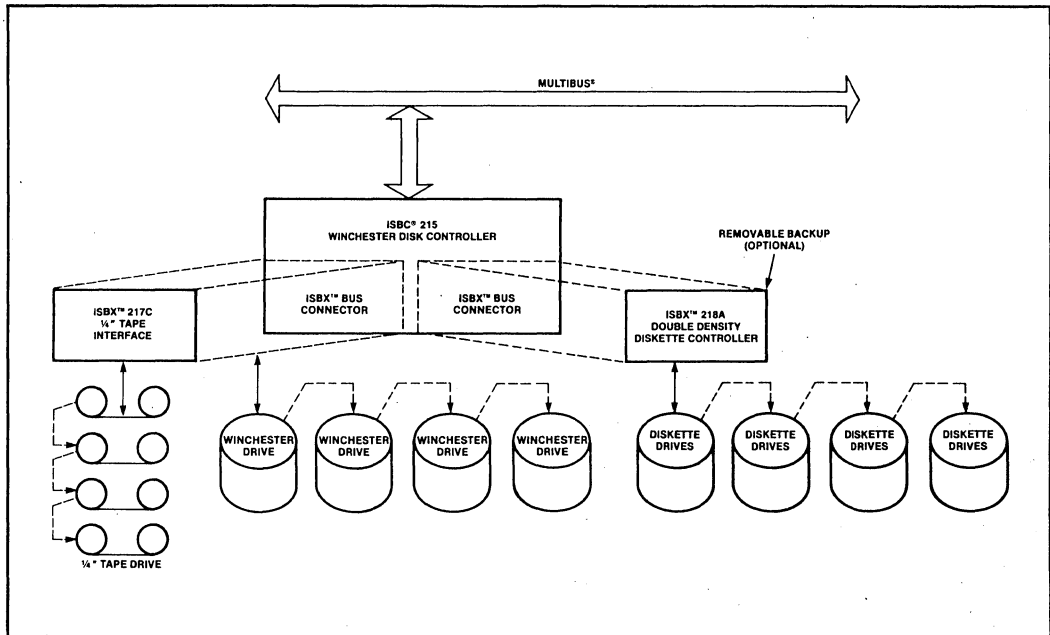 MULTIBUS®
ISBC® 215
WINCHESTER DISK CONTROLLER
REMOVABLE BACKUP
(OPTIONAL)
ISBX™ BUS
CONNECTOR
ISBX™ BUS
CONNECTOR
ISBX™ 217C
¼" TAPE
INTERFACE
ISBX™ 218A
DOUBLE DENSITY
DISKETTE CONTROLLER
WINCHESTER
DRIVE
WINCHESTER
DRIVE
WINCHESTER
DRIVE
WINCHESTER
DRIVE
DISKETTE
DRIVES
DISKETTE
DRIVES
DISKETTE
DRIVES
DISKETTE
DRIVES
¼" TAPE DRIVE